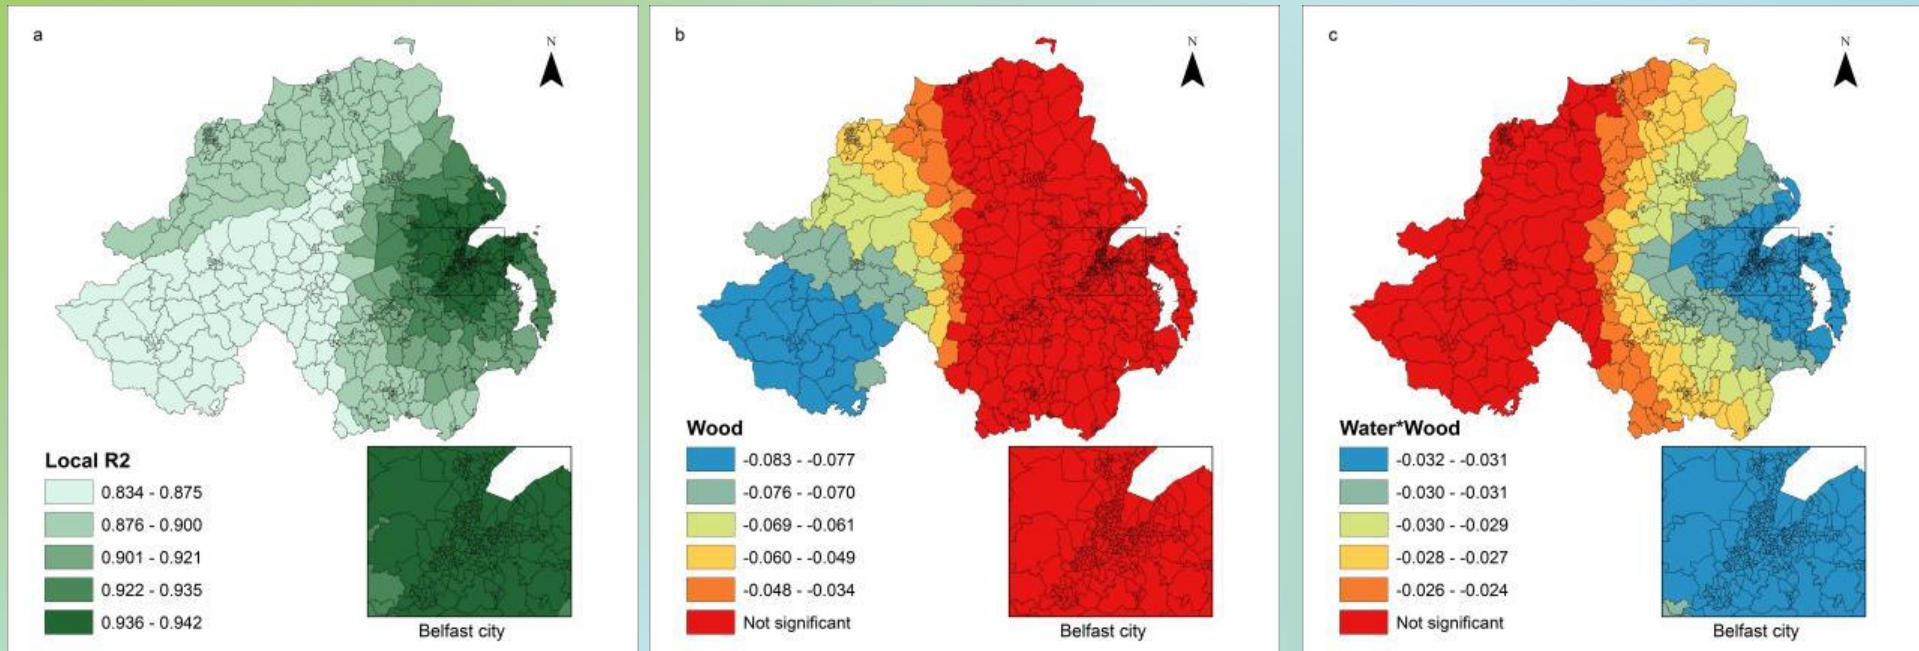 a
N
Local R2
0.834 - 0.875
0.876 - 0.900
0.901 - 0.921
0.922 - 0.935
0.936 - 0.942
Belfast city
b
N
Wood
-0.083 - -0.077
-0.076 - -0.070
-0.069 - -0.061
-0.060 - -0.049
-0.048 - -0.034
Not significant
Belfast city
c
N
Water*Wood
-0.032 - -0.031
-0.030 - -0.031
-0.030 - -0.029
-0.028 - -0.027
-0.026 - -0.024
Not significant
Belfast city